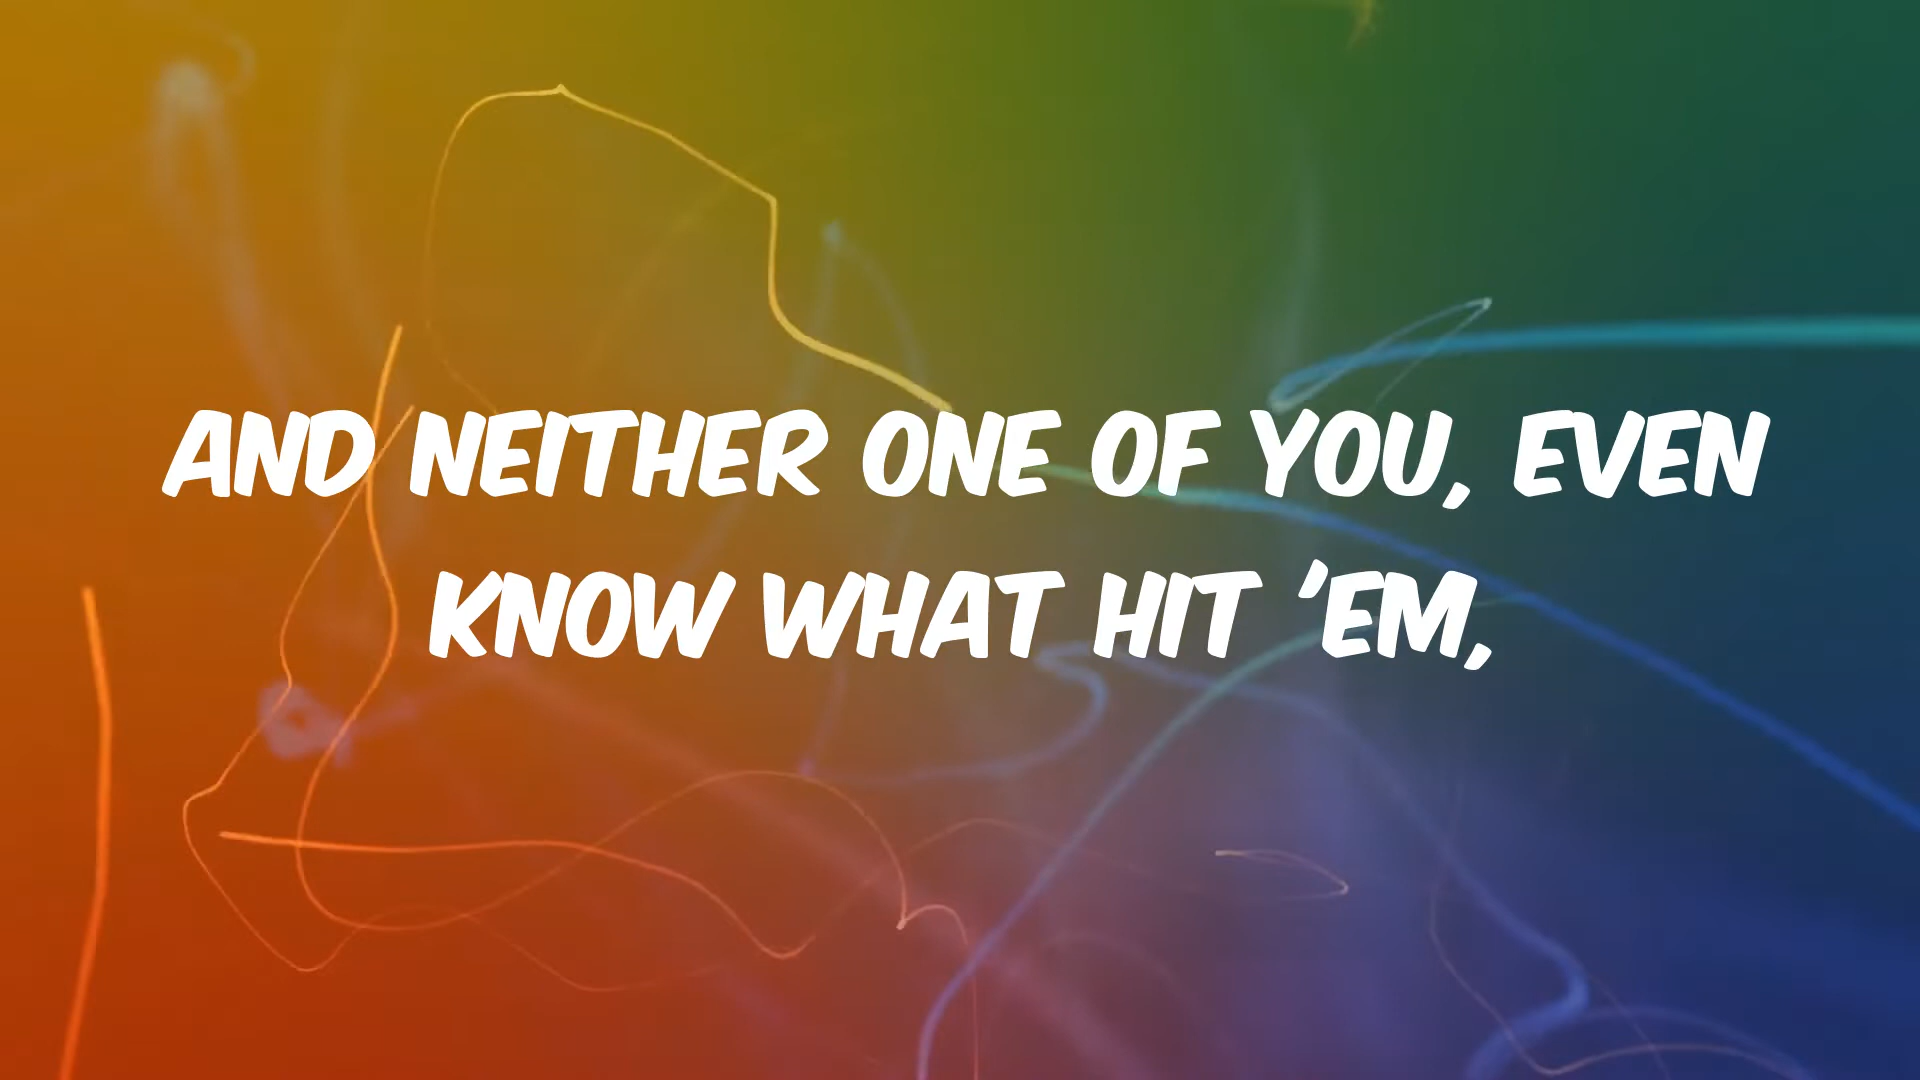 AND NEITHER ONE OF YOU, EVEN
KNOW WHAT HIT 'EM,